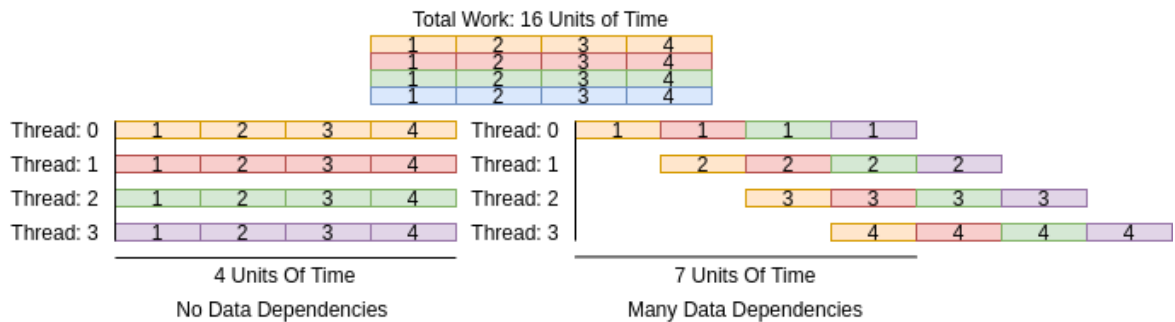 Total Work: 16 Units of Time
1 2 3 4
1 2 3 4
1 2 3 4
1 2 3 4
Thread: 0 1 2 3 4
Thread: 1 1 2 3 4
Thread: 2 1 2 3 4
Thread: 3 1 2 3 4
4 Units Of Time
No Data Dependencies
Thread: 0 1 1 1 1
Thread: 1 2 2 2 2
Thread: 2 3 3 3 3
Thread: 3 4 4 4 4
7 Units Of Time
Many Data Dependencies